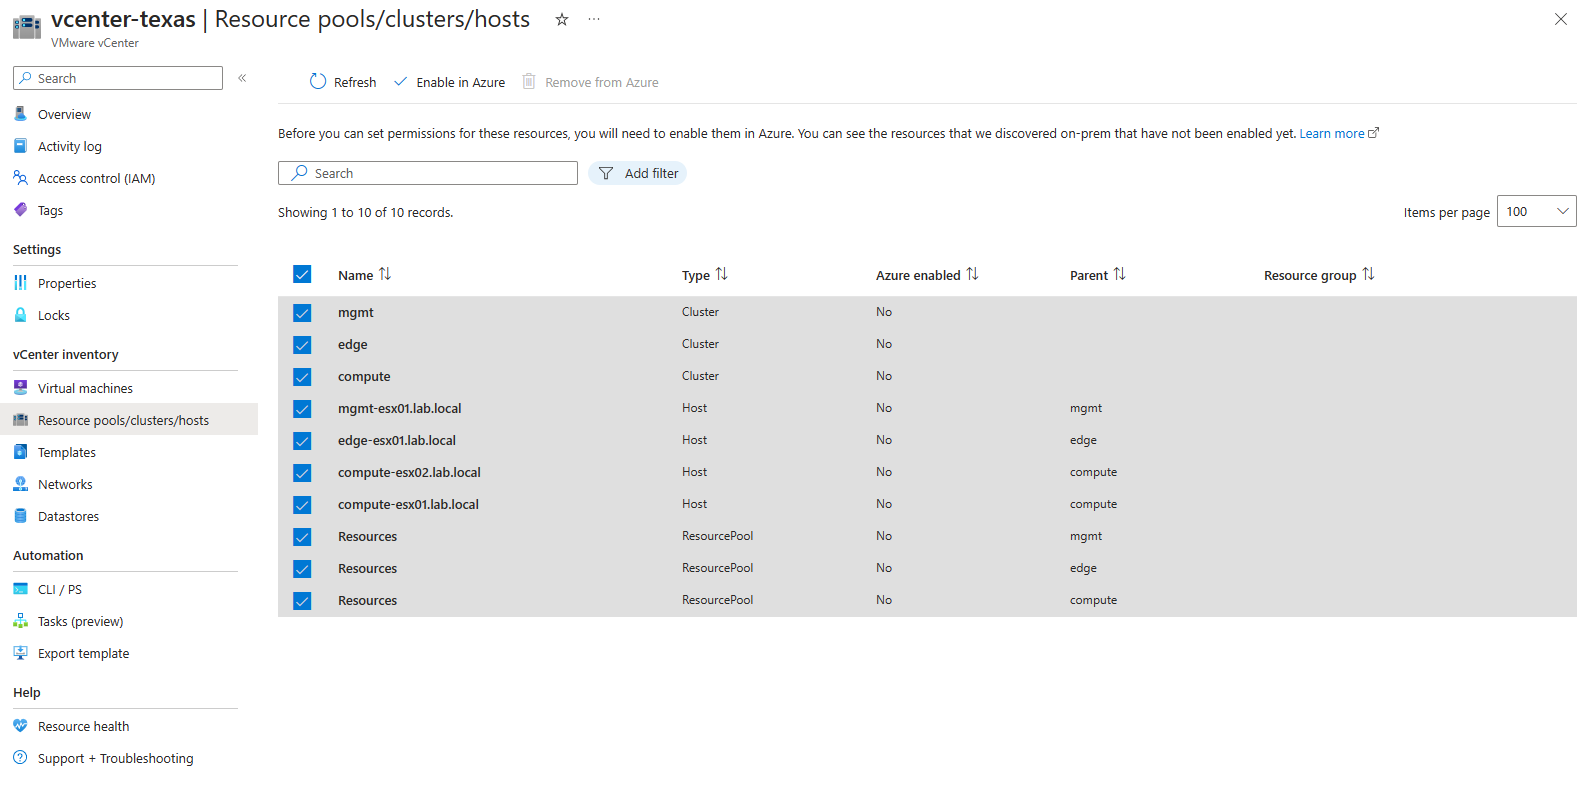 vcenter-texas | Resource pools/clusters/hosts
VMware vCenter
Search
Overview
Activity log
Access control (IAM)
Tags
Settings
Properties
Locks
vCenter inventory
Virtual machines
Resource pools/clusters/hosts
Templates
Networks
Datastores
Automation
CLI / PS
Tasks (preview)
Export template
Help
Resource health
Support + Troubleshooting
Refresh Enable in Azure Remove from Azure
Before you can set permissions for these resources, you will need to enable them in Azure. You can see the resources that we discovered on-prem that have not been enabled yet. Learn more
Search Add filter
Showing 1 to 10 of 10 records. Items per page 100
Name Type Azure enabled Parent Resource group
mgmt Cluster No
edge Cluster No
compute Cluster No
mgmt-esx01.lab.local Host No mgmt
edge-esx01.lab.local Host No edge
compute-esx02.lab.local Host No compute
compute-esx01.lab.local Host No compute
Resources ResourcePool No mgmt
Resources ResourcePool No edge
Resources ResourcePool No compute